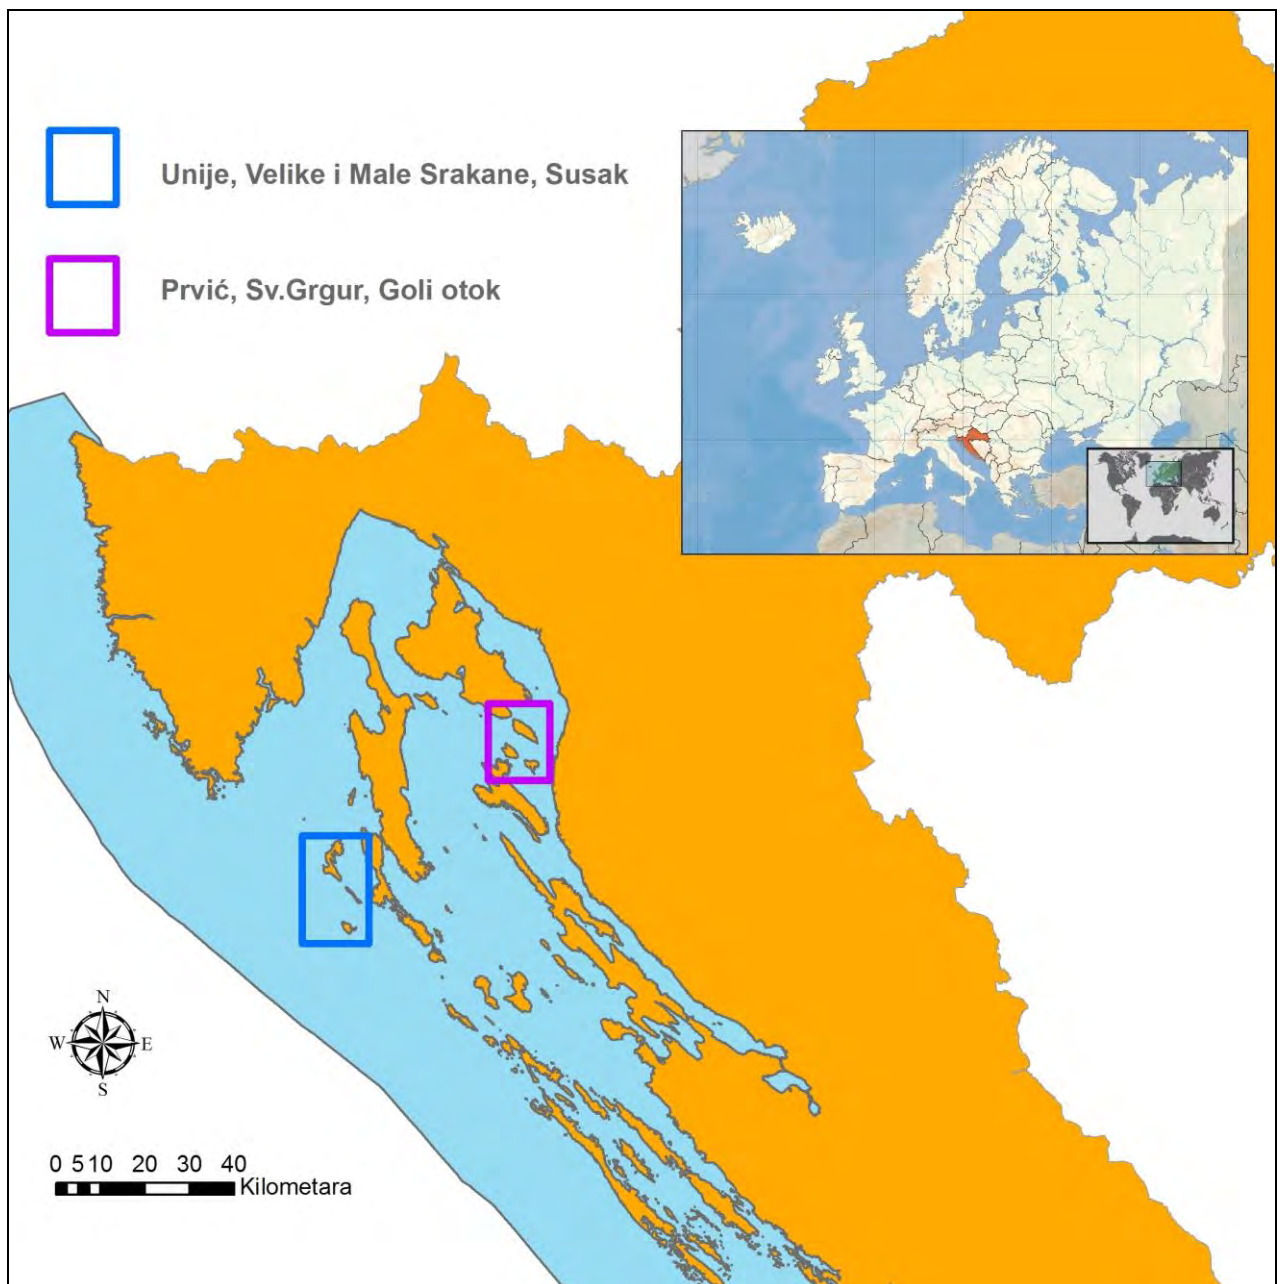 Unije, Velike i Male Srakane, Susak
Prvić, Sv.Grgur, Goli otok
N
W E
S
0 5 10 20 30 40
Kilometara